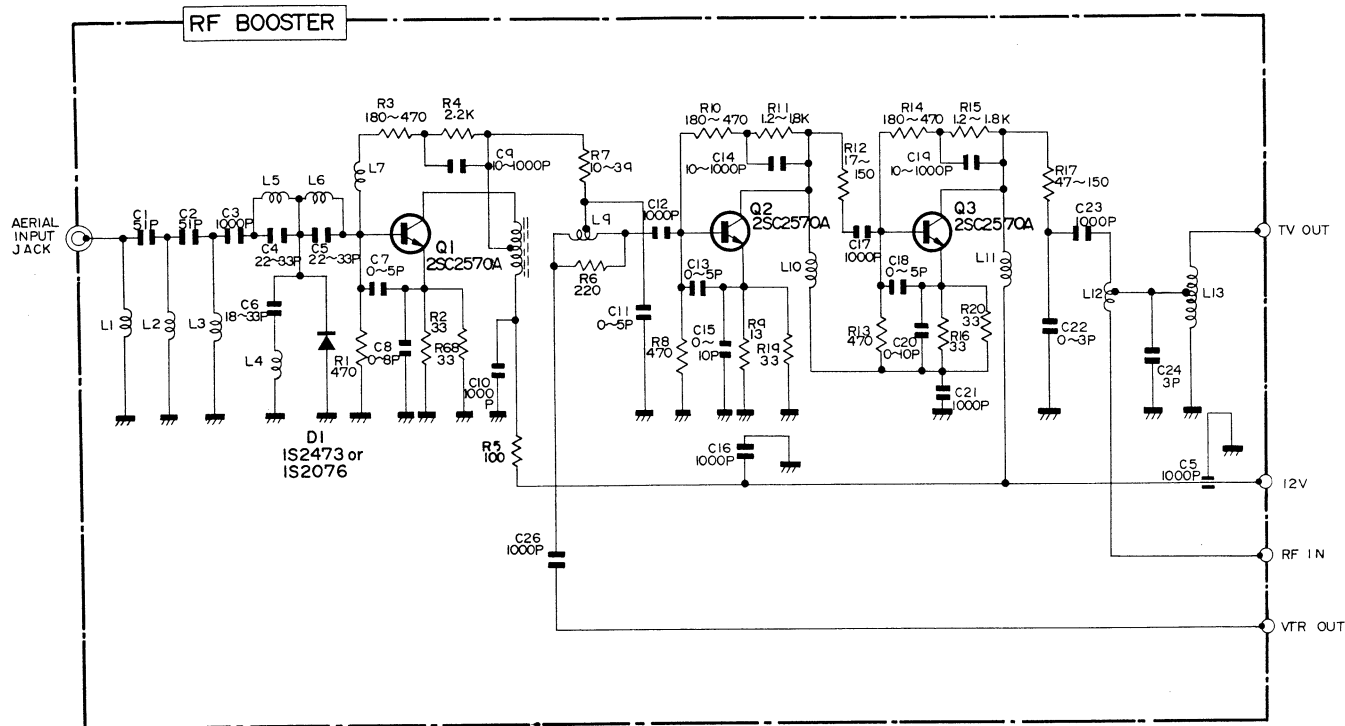 RF BOOSTER
AERIAL
INPUT
JACK
C1
51P
C2
51P
C3
1000P
L5
L6
C4
22~33P
C5
22~33P
L1
L2
L3
C6
18~33P
L4
D1
1S2473 or
1S2076
L7
R3
180~470
R4
2.2K
C9
10~1000P
Q1
2SC2570A
C7
0~5P
R1
470
C8
0~8P
R2
33
R68
33
C10
1000
P
R5
100
R7
10~39
L9
R6
220
C11
0~5P
C26
1000P
C12
1000P
R10
180~470
R11
1.2~1.8K
C14
10~1000P
Q2
2SC2570A
C13
0~5P
R8
470
C15
0~
10P
R9
13
R19
33
L10
C16
1000P
R12
17~
150
C17
1000P
R14
180~470
R15
1.2~1.8K
C19
10~1000P
Q3
2SC2570A
C18
0~5P
R13
470
C20
0~10P
R16
33
R20
33
L11
C21
1000P
R17
47~150
C23
1000P
C22
0~3P
L12
L13
C24
3P
C5
1000P
TV OUT
12V
RF IN
VTR OUT